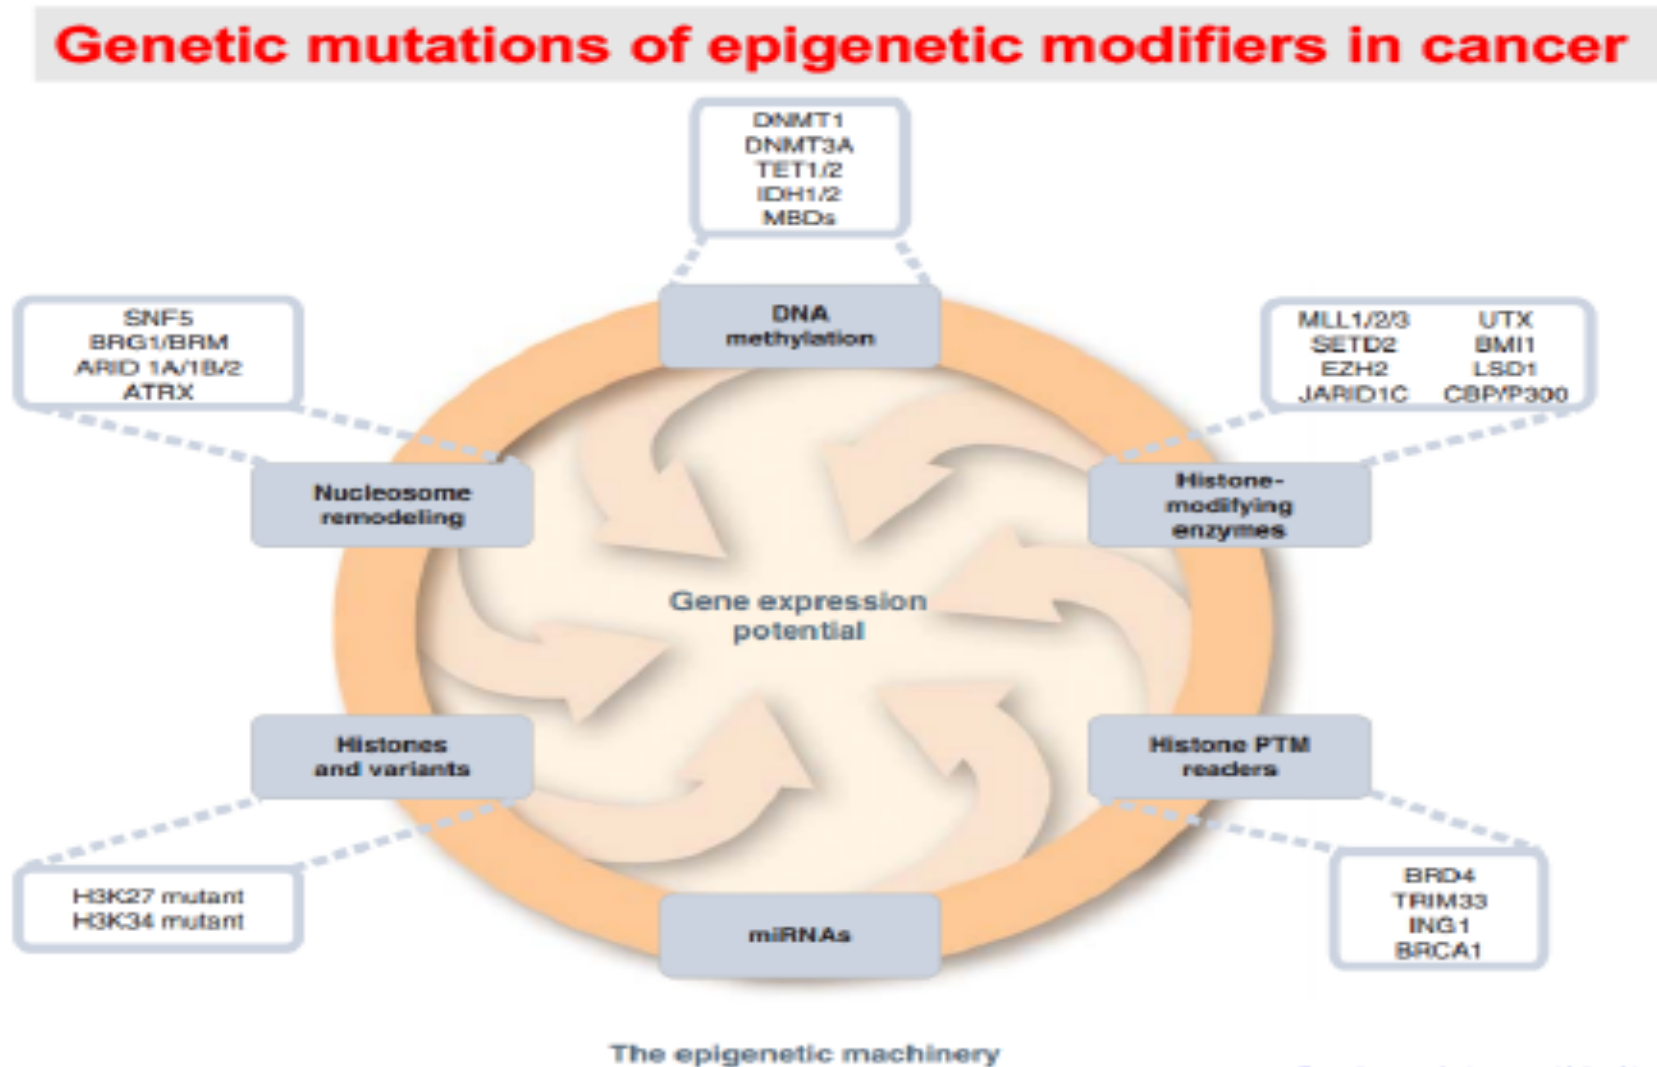 Genetic mutations of epigenetic modifiers in cancer
DNMT1
DNMT3A
TET1/2
IDH1/2
MBDs
DNA
methylation
SNF5
BRG1/BRM
ARID 1A/1B/2
ATRX
Nucleosome
remodeling
MLL1/2/3 UTX
SETD2 BMI1
EZH2 LSD1
JARID1C CBP/P300
Histone-
modifying
enzymes
Gene expression
potential
Histones
and variants
H3K27 mutant
H3K34 mutant
Histone PTM
readers
BRD4
TRIM33
ING1
BRCA1
miRNAs
The epigenetic machinery